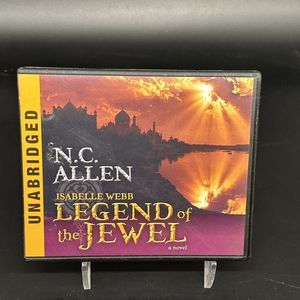 UNABRIDGED
N.C.
ALLEN
ISABELLE WEBB
LEGEND of
the JEWEL
a novel